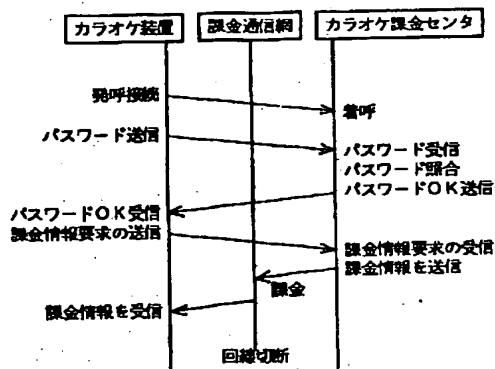 カラオケ装置 課金通信網 カラオケ課金センタ
発呼接続
着呼
パスワード送信
パスワード受信
パスワード照合
パスワードOK送信
パスワードOK受信
課金情報要求の送信
課金情報要求の受信
課金情報を送信
課金
課金情報を受信
回線切断